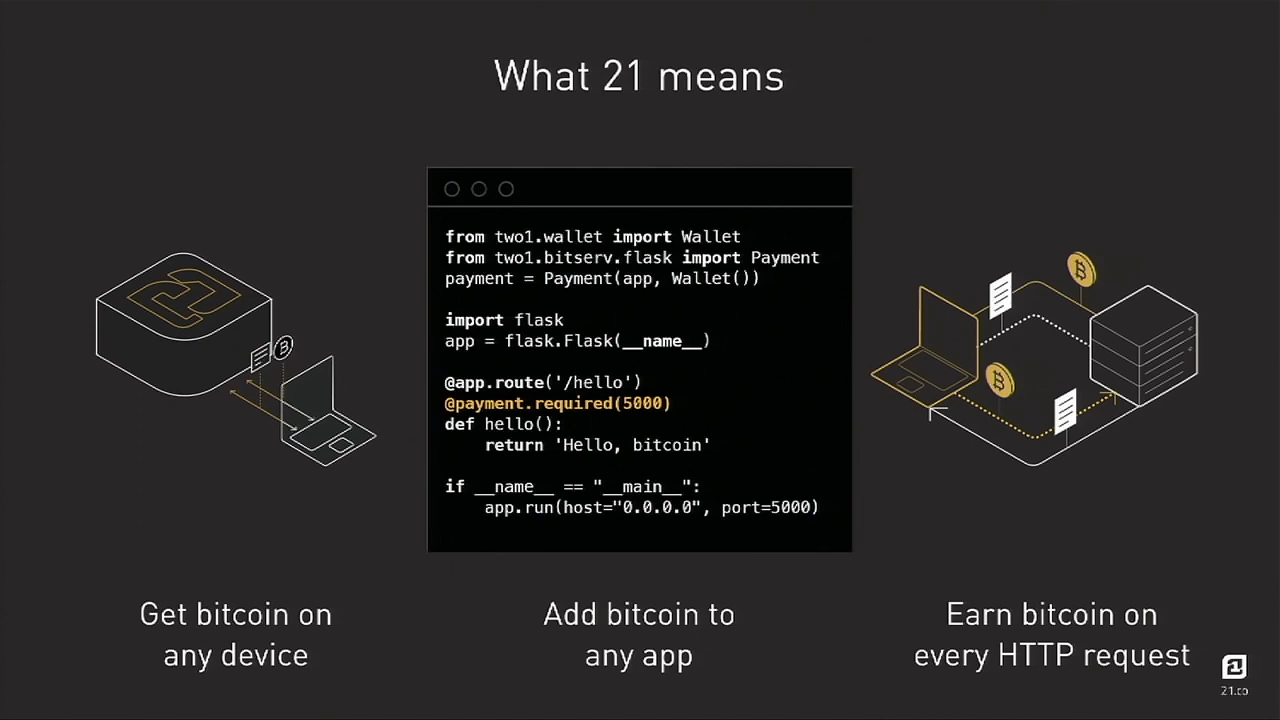 What 21 means
from two1.wallet import Wallet
from two1.bitserv.flask import Payment
payment = Payment(app, Wallet())
import flask
app = flask.Flask(__name__)
@app.route('/hello')
@payment.required(5000)
def hello():
    return 'Hello, bitcoin'
if __name__ == "__main__":
    app.run(host="0.0.0.0", port=5000)
Get bitcoin on
any device
Add bitcoin to
any app
Earn bitcoin on
every HTTP request
21.co